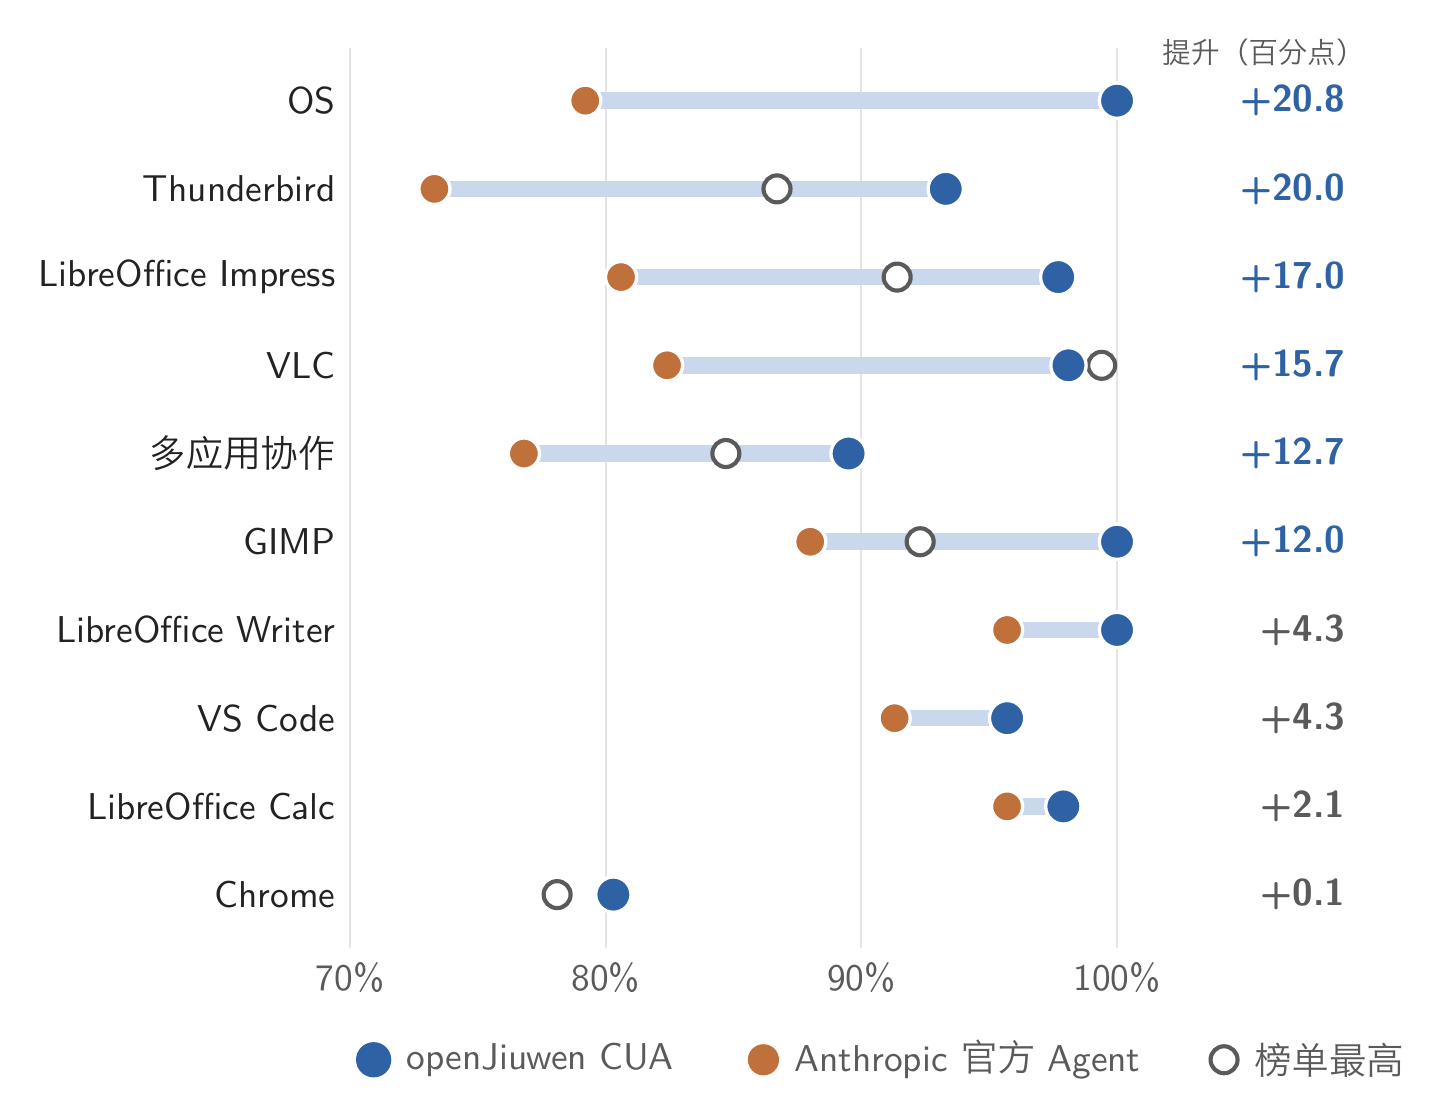 提升（百分点）
OS +20.8
Thunderbird +20.0
LibreOffice Impress +17.0
VLC +15.7
多应用协作 +12.7
GIMP +12.0
LibreOffice Writer +4.3
VS Code +4.3
LibreOffice Calc +2.1
Chrome +0.1
70% 80% 90% 100%
openJiuwen CUA Anthropic 官方 Agent 榜单最高